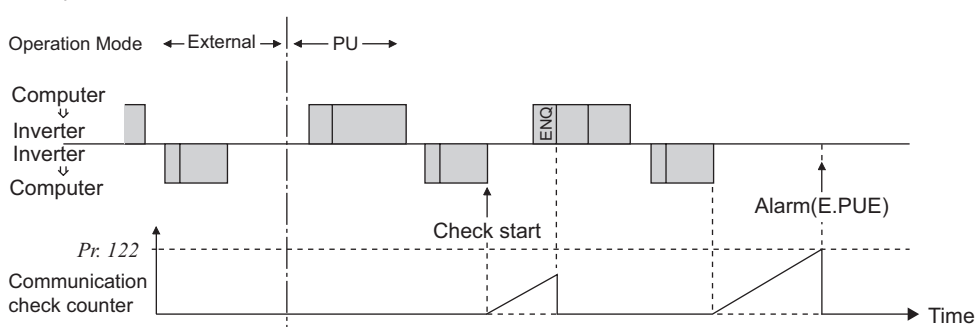 Operation Mode
External
PU
Computer
Inverter
Inverter
Computer
ENQ
Check start
Alarm(E.PUE)
Pr. 122
Communication
check counter
Time